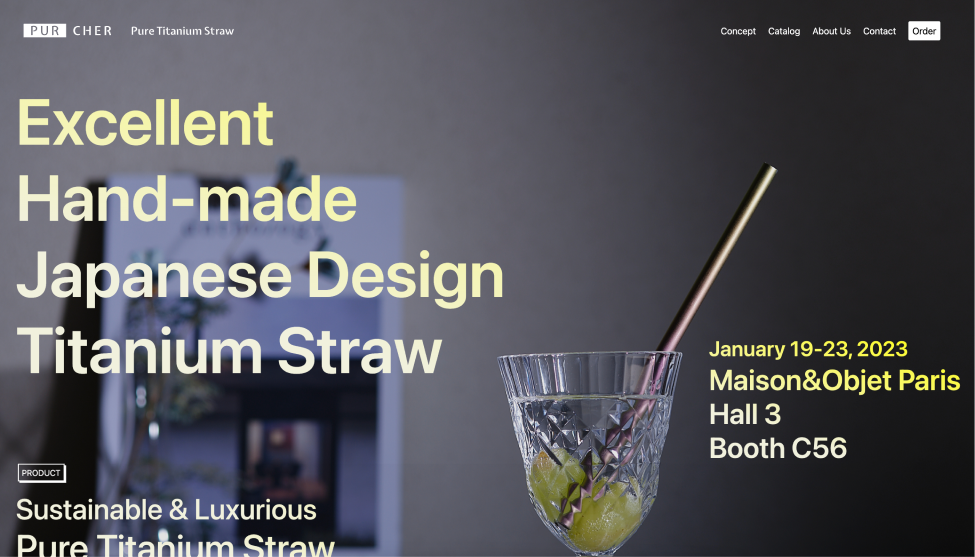 PUR CHER Pure Titanium Straw
Concept Catalog About Us Contact Order
Excellent
Hand-made
Japanese Design
Titanium Straw
January 19-23, 2023
Maison&Objet Paris
Hall 3
Booth C56
PRODUCT
Sustainable & Luxurious
Pure Titanium Straw